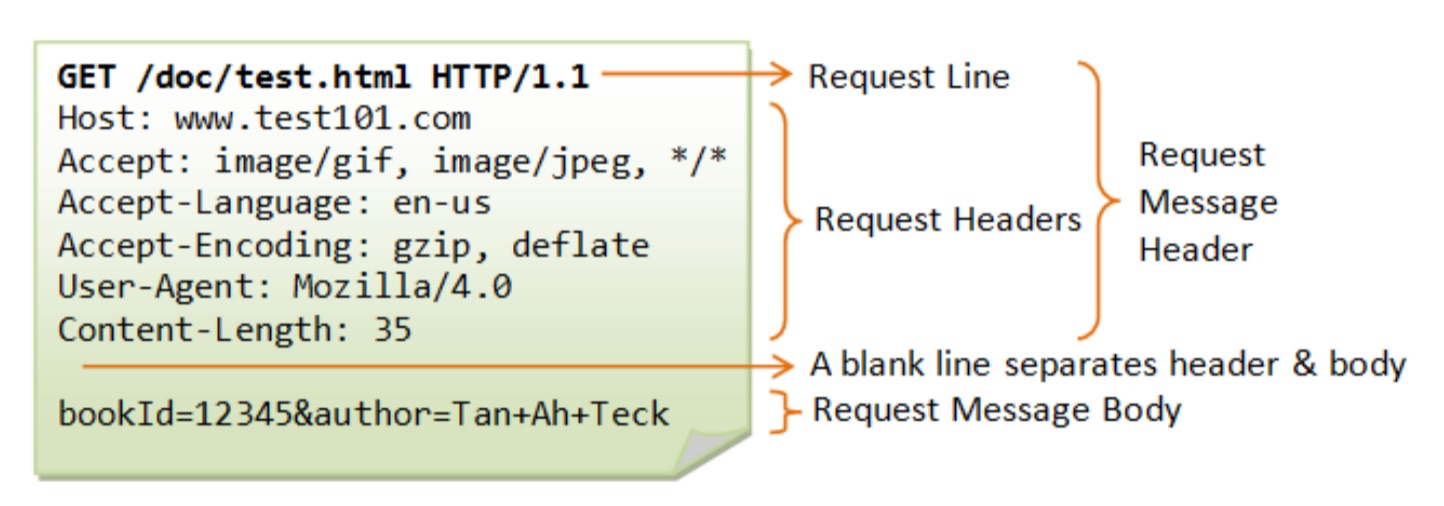 GET /doc/test.html HTTP/1.1
Host: www.test101.com
Accept: image/gif, image/jpeg, */*
Accept-Language: en-us
Accept-Encoding: gzip, deflate
User-Agent: Mozilla/4.0
Content-Length: 35
bookId=12345&author=Tan+Ah+Teck
Request Line
Request Headers
Request
Message
Header
A blank line separates header & body
Request Message Body